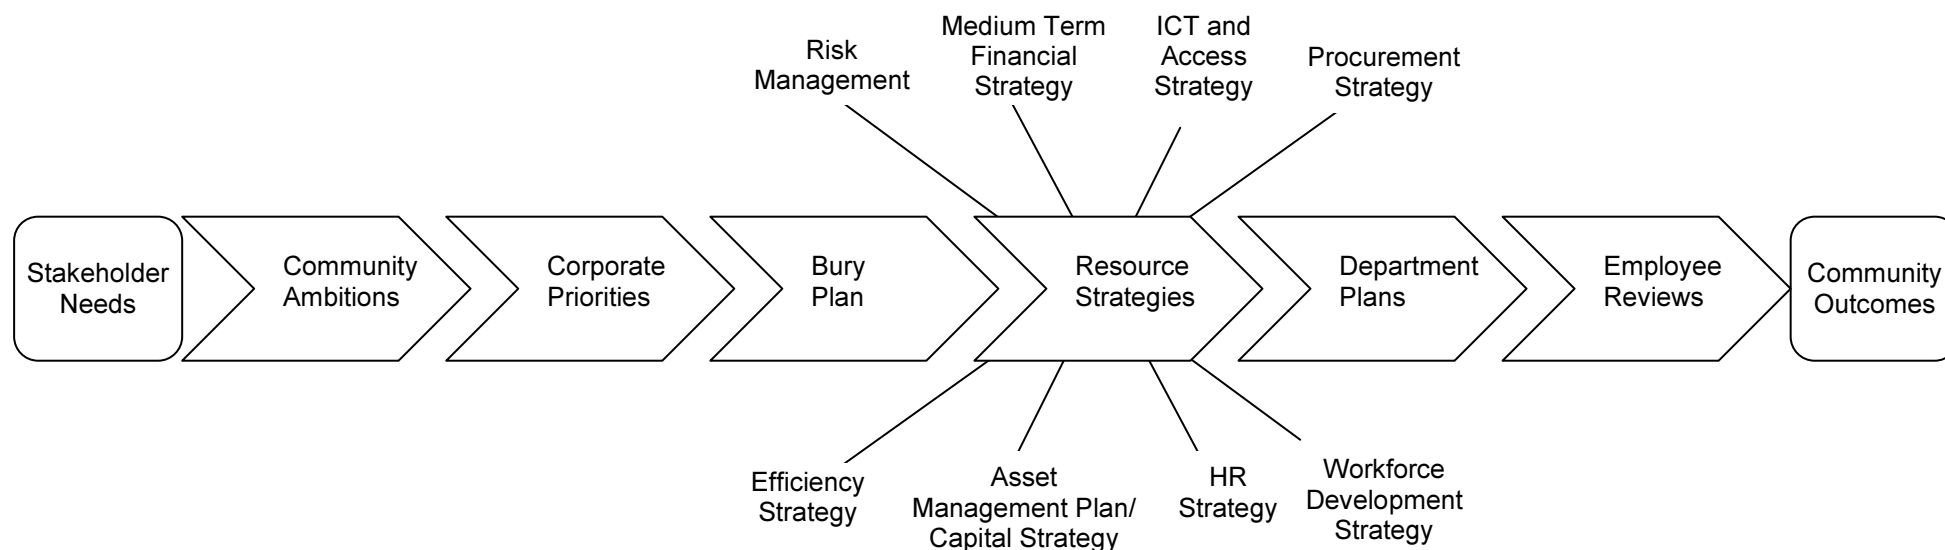 Risk
Management
Medium Term
Financial
Strategy
ICT and
Access
Strategy
Procurement
Strategy
Stakeholder
Needs
Community
Ambitions
Corporate
Priorities
Bury
Plan
Resource
Strategies
Department
Plans
Employee
Reviews
Community
Outcomes
Efficiency
Strategy
Asset
Management Plan/
Capital Strategy
HR
Strategy
Workforce
Development
Strategy